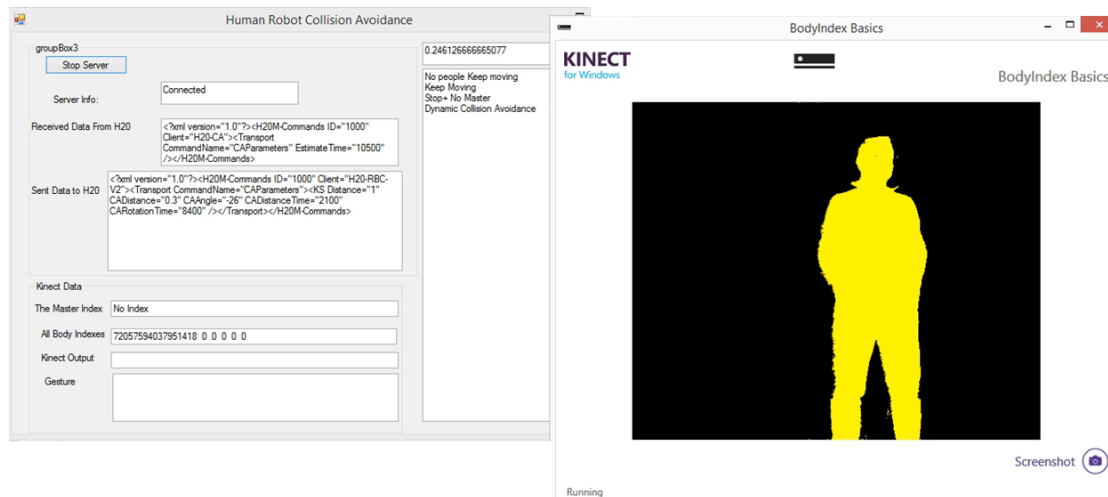 Human Robot Collision Avoidance
groupBox3
Stop Server
Server Info:
Connected
Received Data From H20
<?xml version="1.0"?><H20M-Commands ID="1000"
Client="H20-CA"><Transport
CommandName="CAParameters" EstimateTime="10500"
/></H20M-Commands>
Sent Data to H20
<?xml version="1.0"?><H20M-Commands ID="1000" Client="H20-RBC-
V2"><Transport CommandName="CAParameters"><KS Distance="1"
CADistance="0.3" CAAngle="-26" CADistanceTime="2100"
CARotationTime="8400" /></Transport></H20M-Commands>
Kinect Data
The Master Index
No Index
All Body Indexes
72057594037951418 0 0 0 0 0
Kinect Output
Gesture
0.246126666665077
No people Keep moving
Keep Moving
Stop+ No Master
Dynamic Collision Avoidance
BodyIndex Basics
KINECT
for Windows
BodyIndex Basics
Screenshot
Running